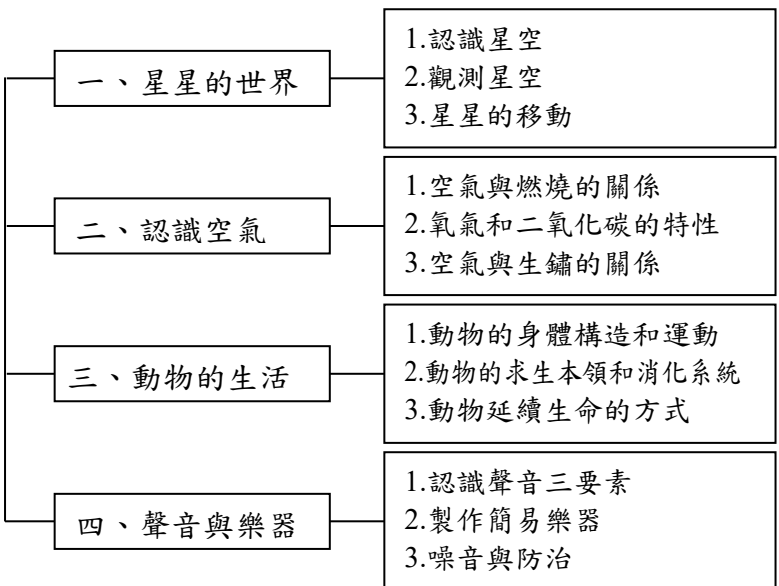 一、星星的世界
1.認識星空
2.觀測星空
3.星星的移動
二、認識空氣
1.空氣與燃燒的關係
2.氧氣和二氧化碳的特性
3.空氣與生鏽的關係
三、動物的生活
1.動物的身體構造和運動
2.動物的求生本領和消化系統
3.動物延續生命的方式
四、聲音與樂器
1.認識聲音三要素
2.製作簡易樂器
3.噪音與防治